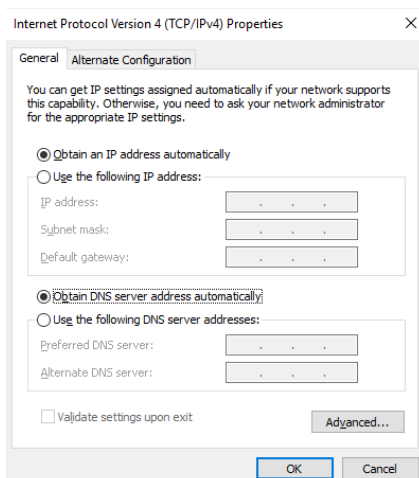 Internet Protocol Version 4 (TCP/IPv4) Properties
General Alternate Configuration
You can get IP settings assigned automatically if your network supports
this capability. Otherwise, you need to ask your network administrator
for the appropriate IP settings.
Obtain an IP address automatically
Use the following IP address:
IP address:
Subnet mask:
Default gateway:
Obtain DNS server address automatically
Use the following DNS server addresses:
Preferred DNS server:
Alternate DNS server:
Validate settings upon exit
Advanced...
OK Cancel